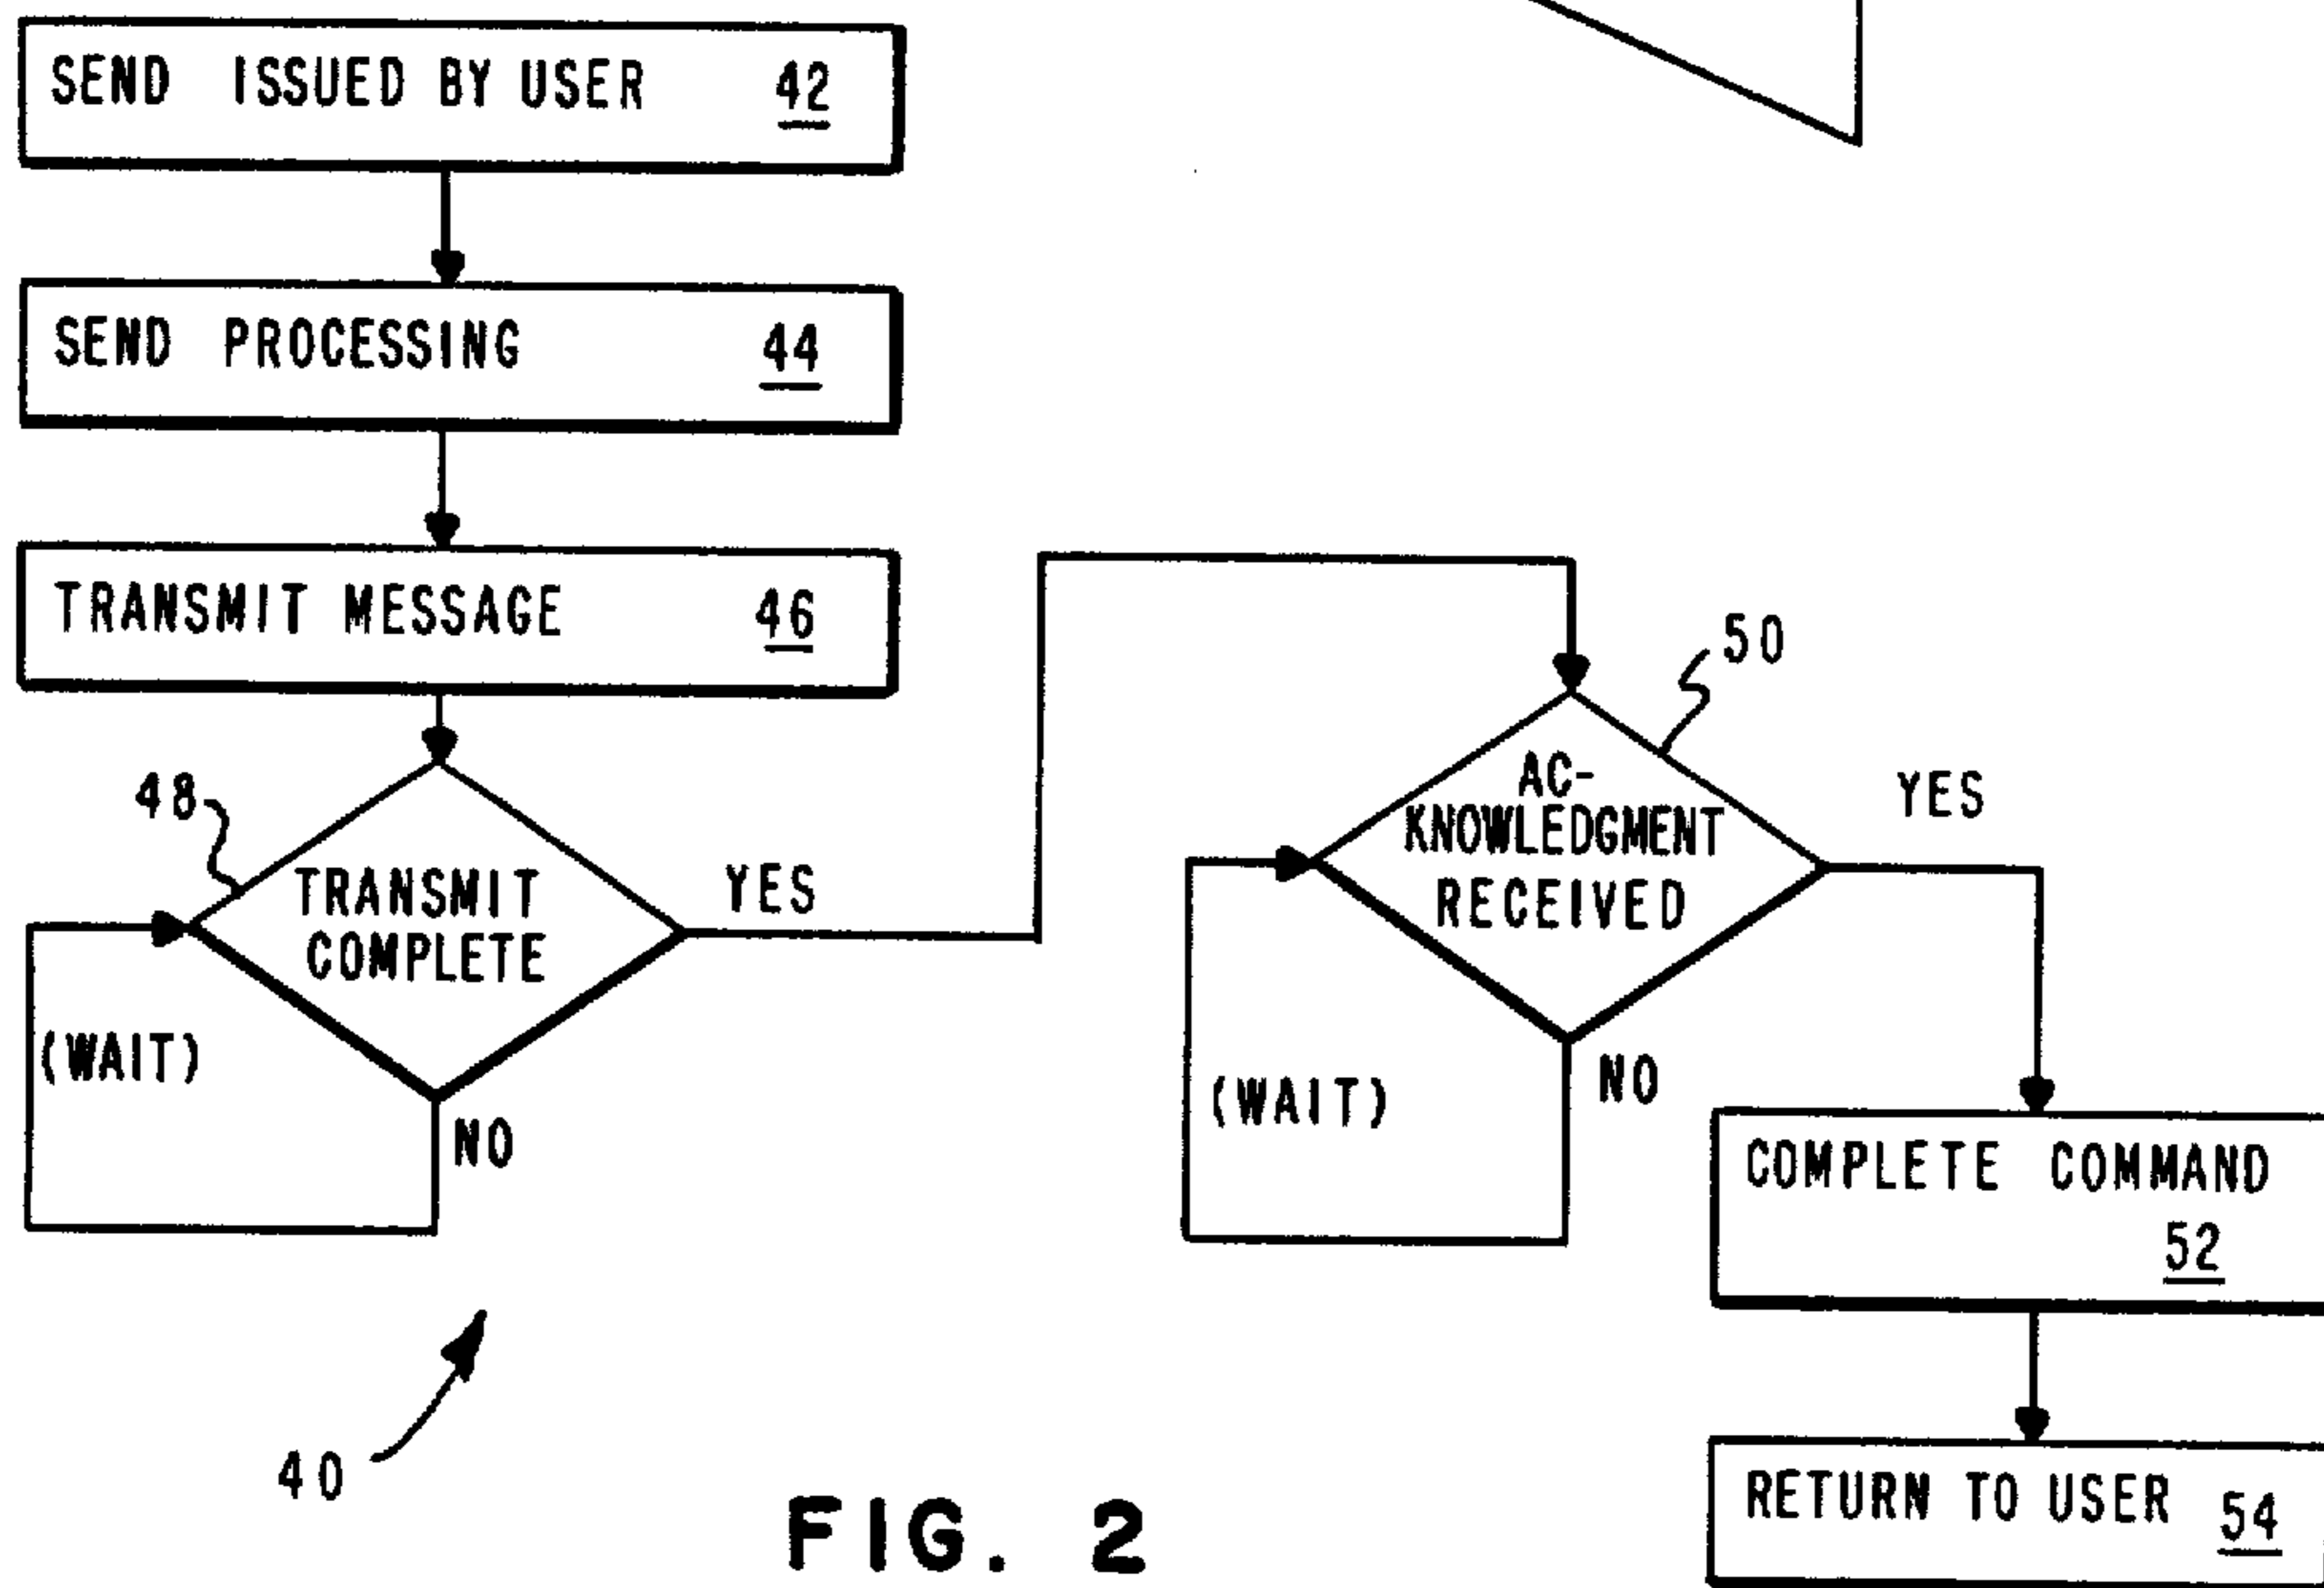 SEND ISSUED BY USER 42
SEND PROCESSING 44
TRANSMIT MESSAGE 46
48
TRANSMIT
COMPLETE
YES
(WAIT)
NO
50
AC-
KNOWLEDGMENT
RECEIVED
YES
(WAIT)
NO
COMPLETE COMMAND
52
RETURN TO USER 54
40
FIG. 2